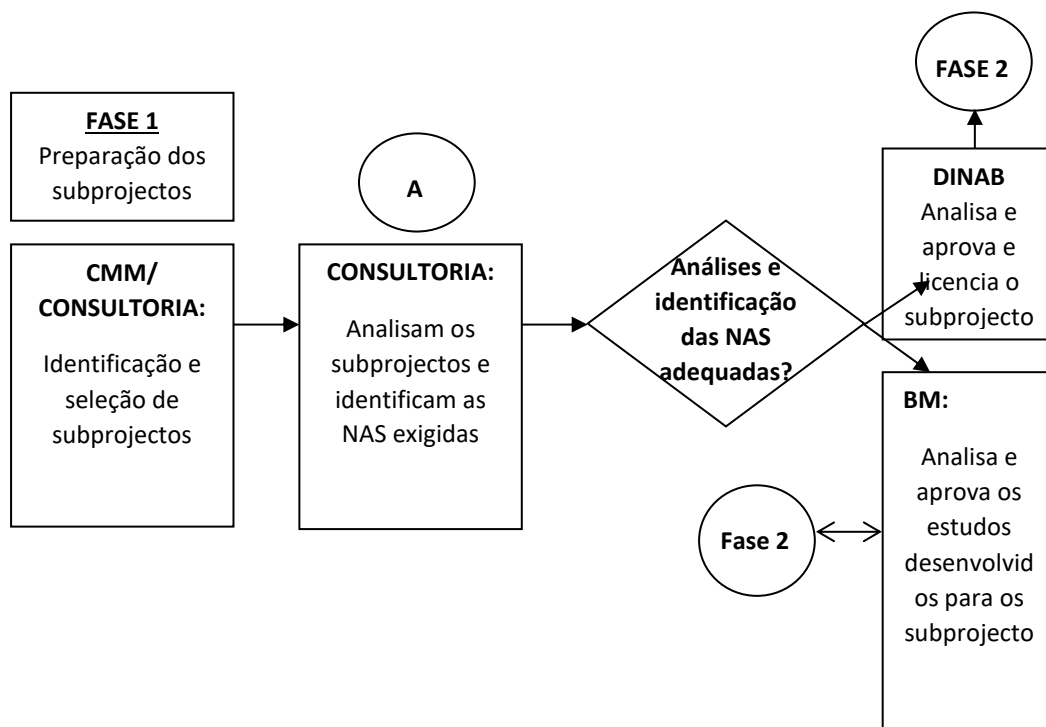 FASE 1
Preparação dos
subprojectos
CMM/
CONSULTORIA:
Identificação e
seleção de
subprojectos
A
CONSULTORIA:
Analisam os
subprojectos e
identificam as
NAS exigidas
Análises e
identificação
das NAS
adequadas?
FASE 2
DINAB
Analisa e
aprova e
licencia o
subprojecto
BM:
Analisa e
aprova os
estudos
desenvolvid
os para os
subprojecto
Fase 2